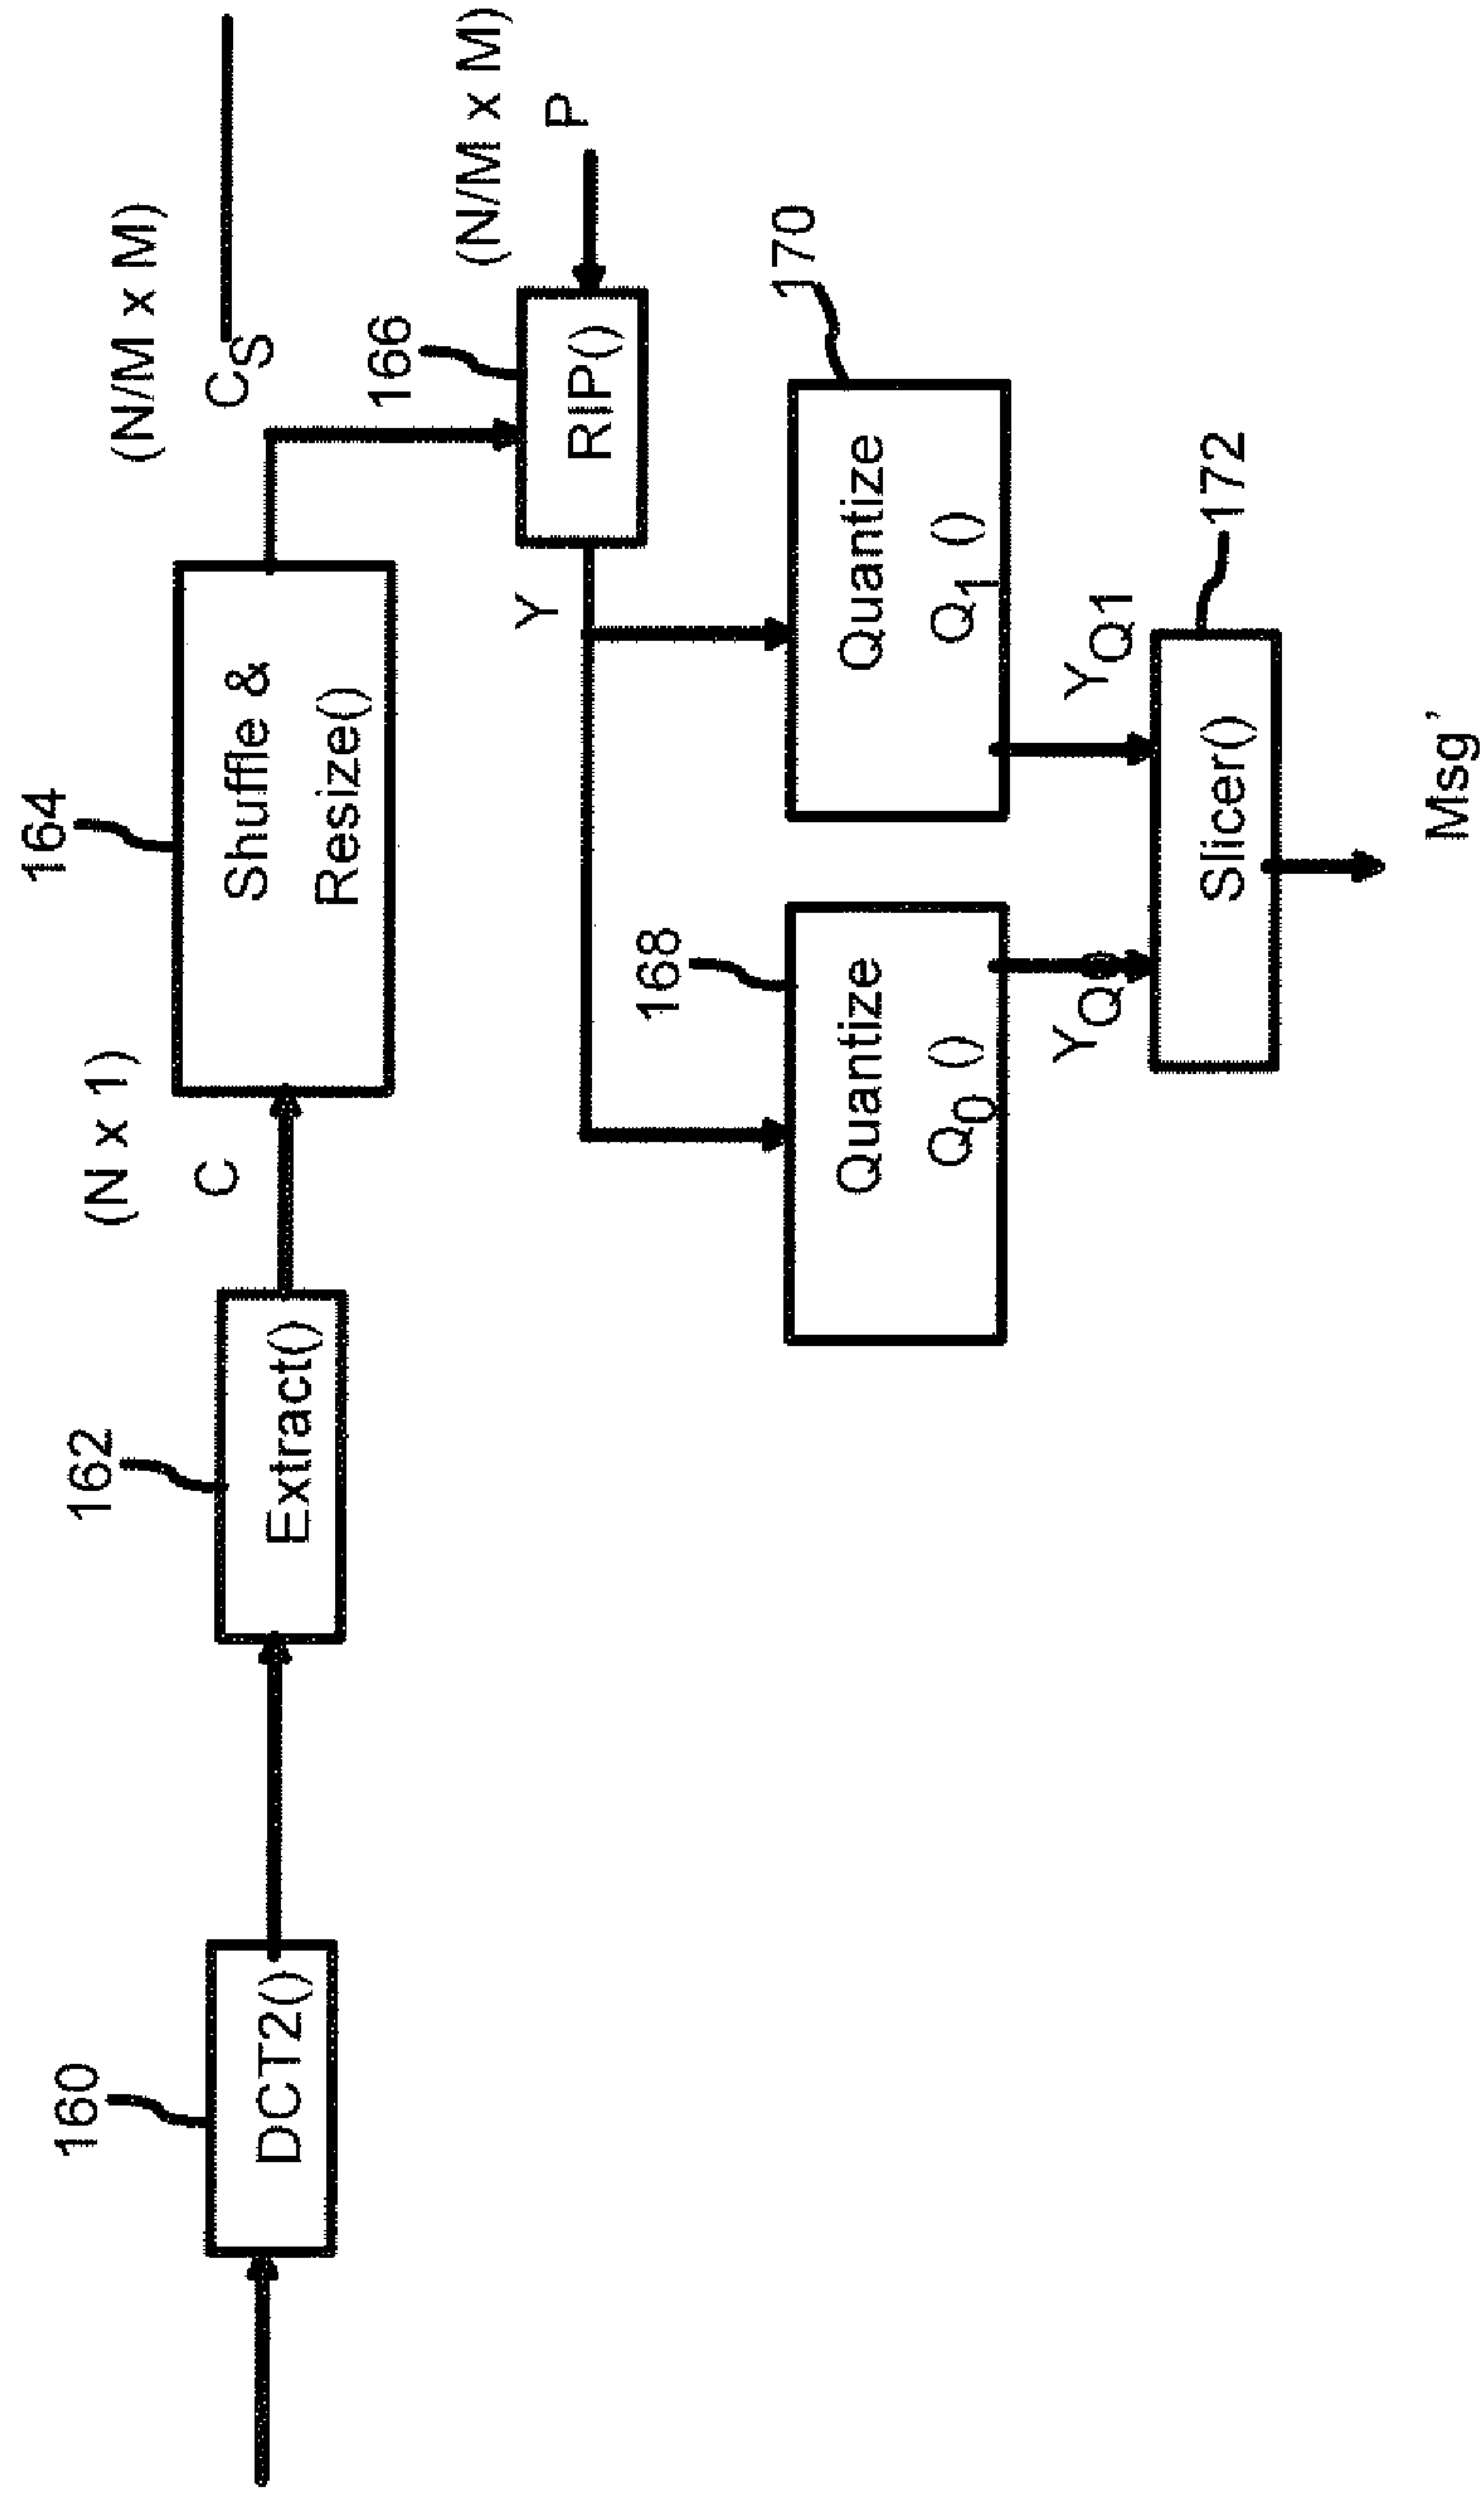 160
DCT2()
162
Extract()
(N x 1)
C
164
Shuffle &
Resize()
(N/M x M)
CS
166
RIP()
(N/M x M)
P
Y
168
Quantize
Q0 ()
170
Quantize
Q1 ()
YQ0
YQ1
172
Slicer()
Msg'